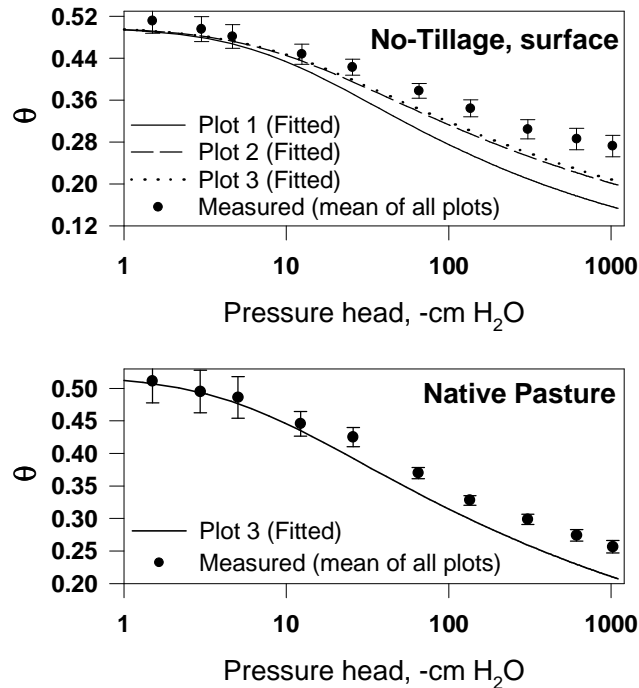 0.52
No-Tillage, surface
0.44
0.36
θ
0.28
Plot 1 (Fitted)
Plot 2 (Fitted)
0.20
Plot 3 (Fitted)
Measured (mean of all plots)
0.12
1 10 100 1000
Pressure head, -cm H₂O
0.50
Native Pasture
0.45
0.40
θ
0.35
0.30
Plot 3 (Fitted)
0.25
Measured (mean of all plots)
0.20
1 10 100 1000
Pressure head, -cm H₂O